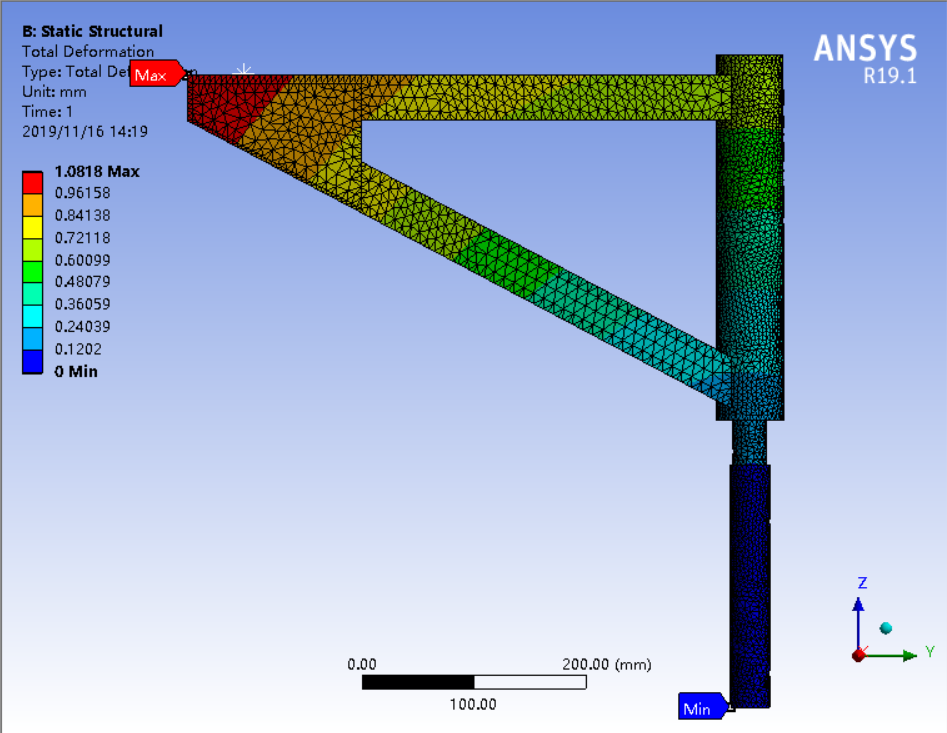 B: Static Structural
Total Deformation
Type: Total De
Unit: mm
Time: 1
2019/11/16 14:19
Max
ANSYS
R19.1
1.0818 Max
0.96158
0.84138
0.72118
0.60099
0.48079
0.36059
0.24039
0.1202
0 Min
0.00
200.00 (mm)
100.00
Min
Z
Y